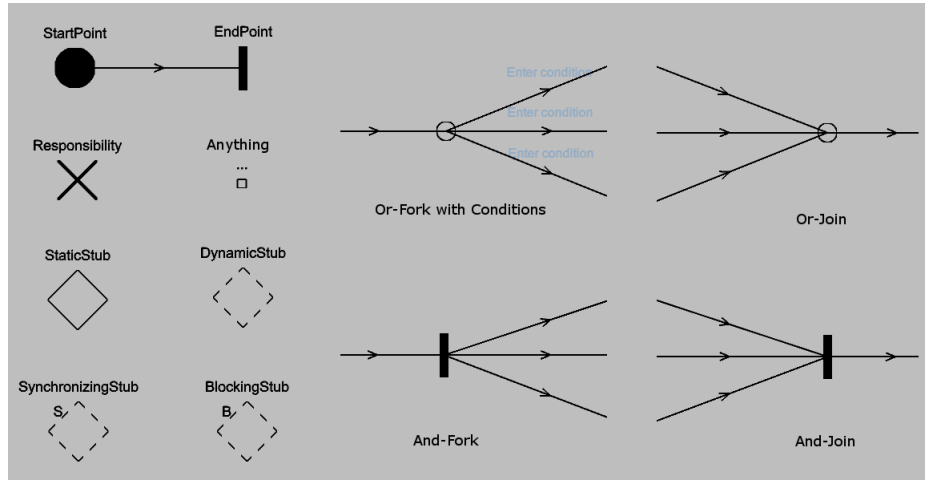 StartPoint
EndPoint
Responsibility
Anything
...
StaticStub
DynamicStub
SynchronizingStub
S
BlockingStub
B
Enter condition
Enter condition
Enter condition
Or-Fork with Conditions
Or-Join
And-Fork
And-Join